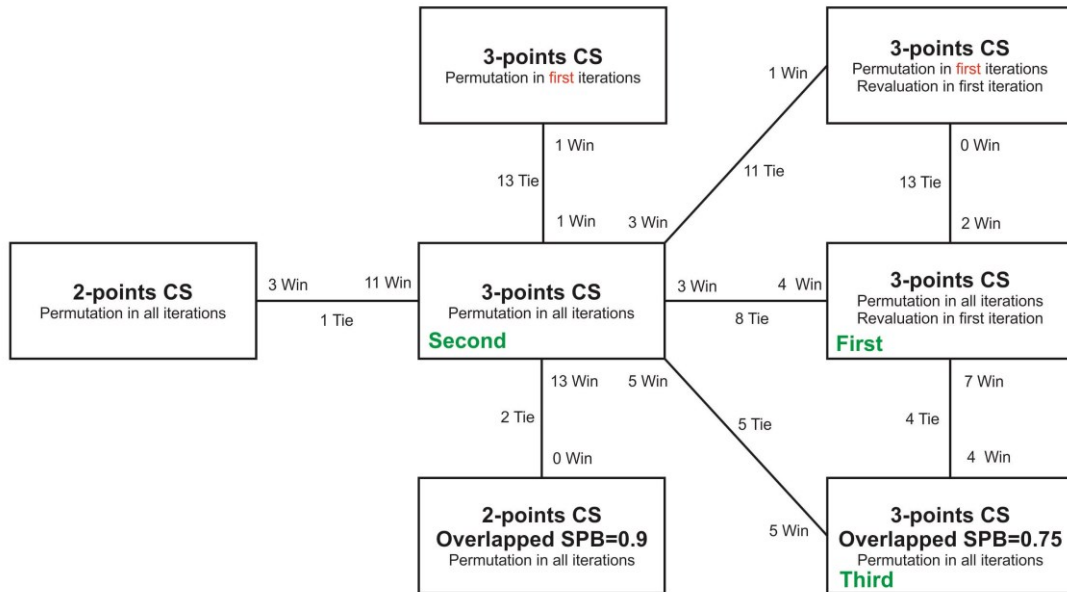 3-points CS
Permutation in first iterations
3-points CS
Permutation in first iterations
Revaluation in first iteration
1 Win
1 Win
0 Win
13 Tie
11 Tie
13 Tie
1 Win
3 Win
2 Win
2-points CS
Permutation in all iterations
3 Win
11 Win
1 Tie
3-points CS
Permutation in all iterations
Second
3 Win
4 Win
8 Tie
3-points CS
Permutation in all iterations
Revaluation in first iteration
First
13 Win
5 Win
7 Win
2 Tie
5 Tie
4 Tie
0 Win
4 Win
2-points CS
Overlapped SPB=0.9
Permutation in all iterations
5 Win
3-points CS
Overlapped SPB=0.75
Permutation in all iterations
Third